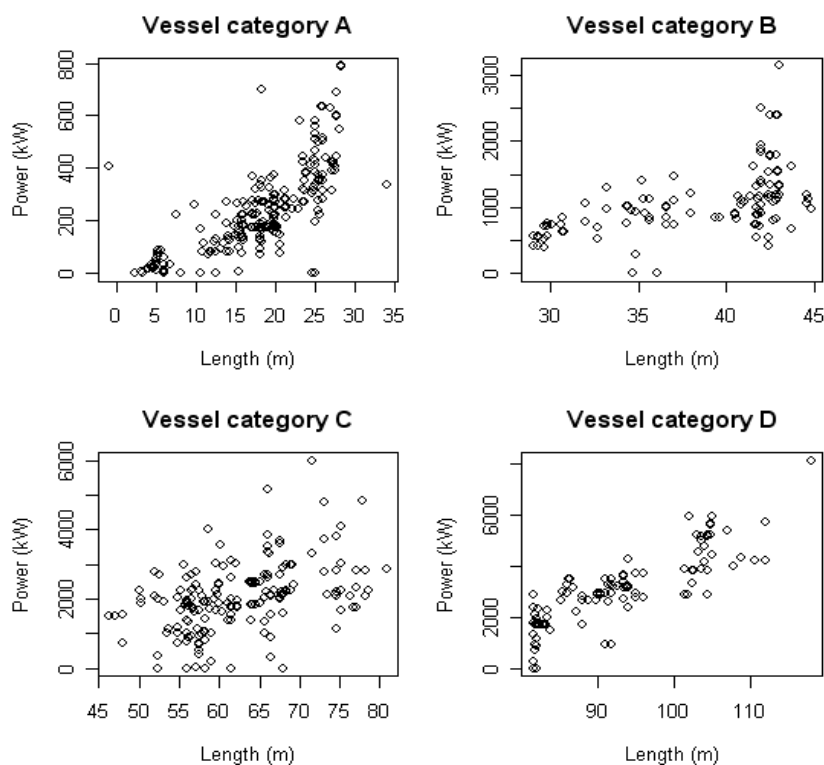 Vessel category A
Power (kW)
0 200 400 600 800
0 5 10 15 20 25 30 35
Length (m)
Vessel category B
Power (kW)
0 1000 2000 3000
30 35 40 45
Length (m)
Vessel category C
Power (kW)
0 2000 4000 6000
45 50 55 60 65 70 75 80
Length (m)
Vessel category D
Power (kW)
0 2000 6000
90 100 110
Length (m)